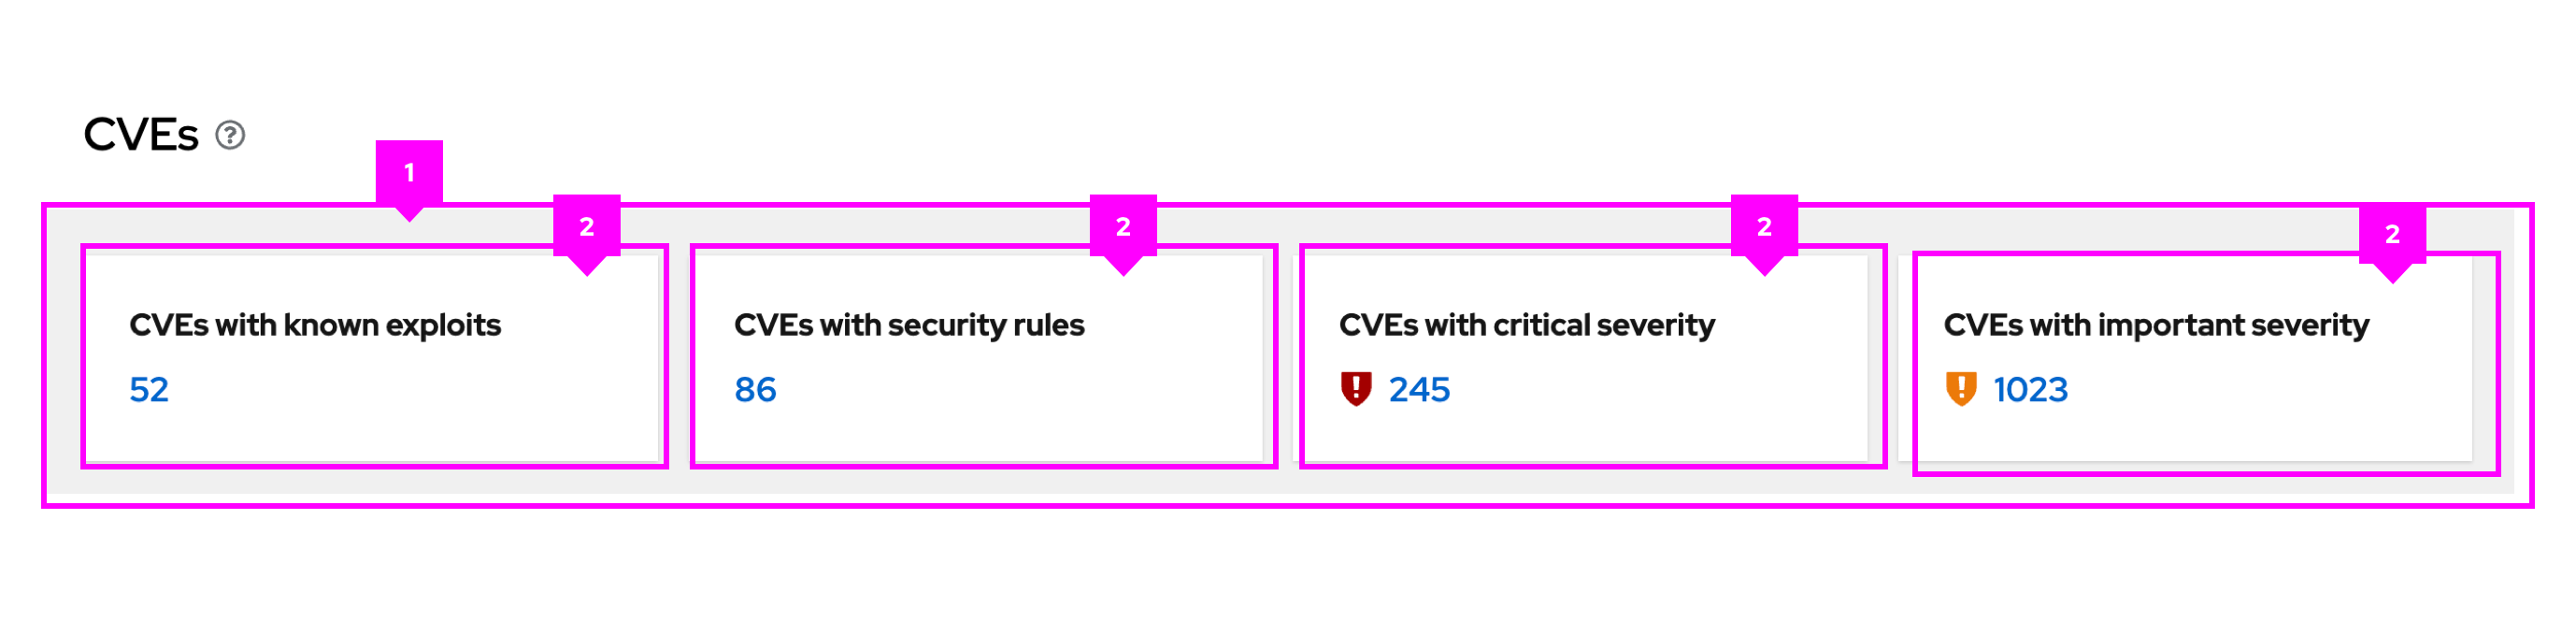 CVEs ?
1
2
2
2
2
CVEs with known exploits
52
CVEs with security rules
86
CVEs with critical severity
! 245
CVEs with important severity
! 1023